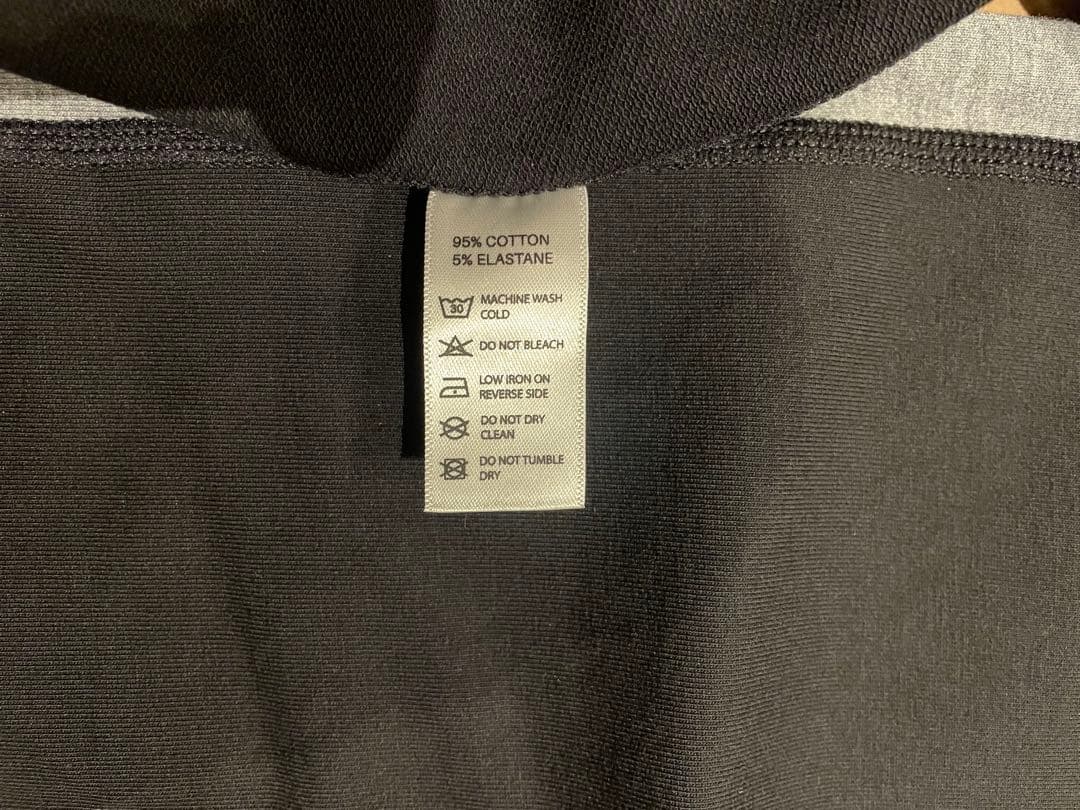 95% COTTON
5% ELASTANE
30
MACHINE WASH
COLD
DO NOT BLEACH
LOW IRON ON
REVERSE SIDE
DO NOT DRY
CLEAN
DO NOT TUMBLE
DRY